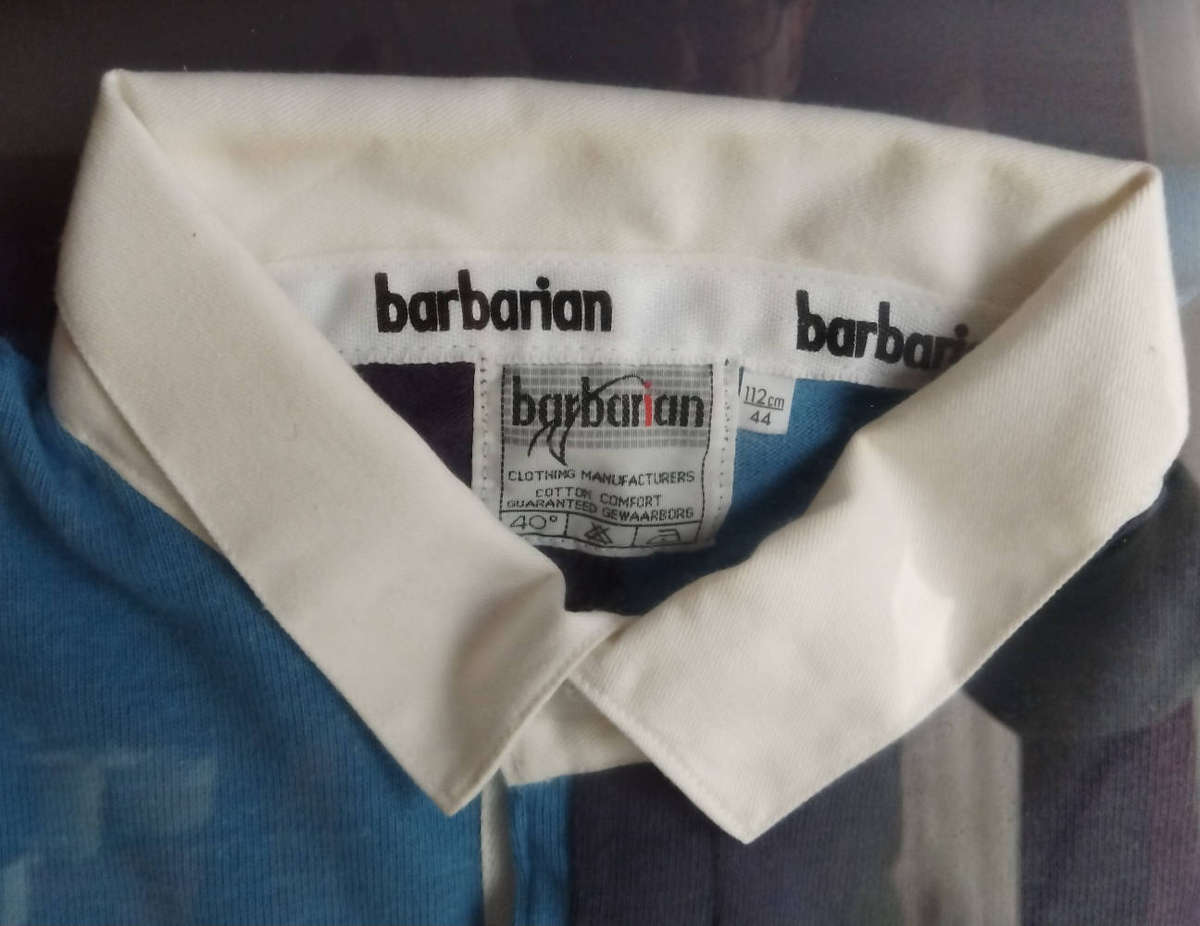 barbarian
barbari
barbarian
112cm
44
CLOTHING MANUFACTURERS
COTTON COMFORT
GUARANTEED GEWAARBORG
40°